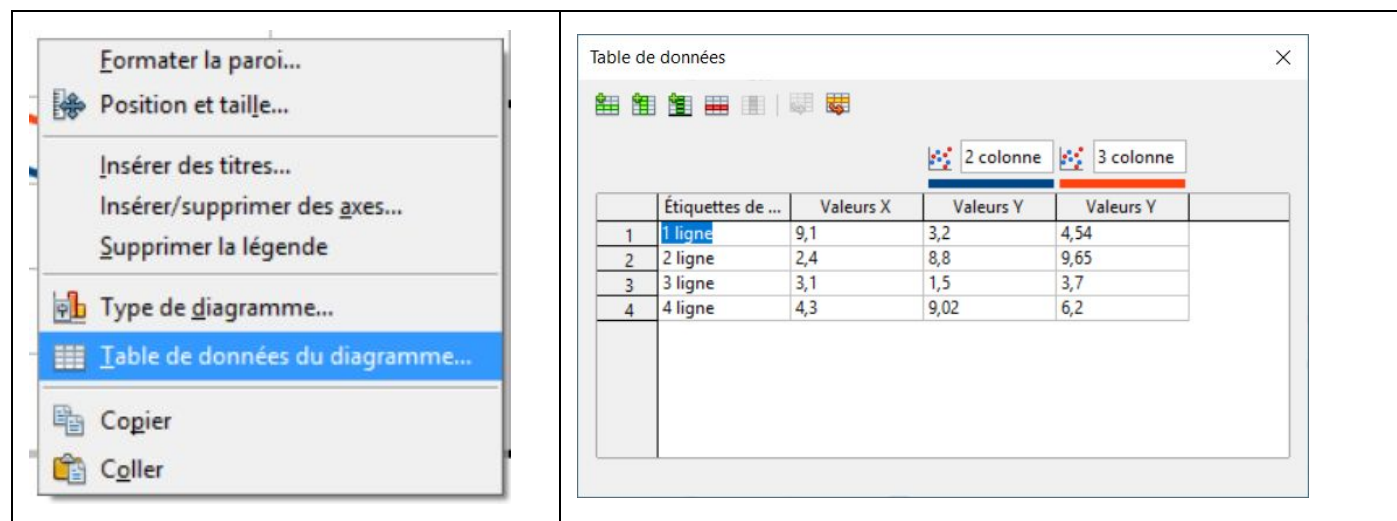 Formater la paroi...
Position et taille...
Insérer des titres...
Insérer/supprimer des axes...
Supprimer la légende
Type de diagramme...
Table de données du diagramme...
Copier
Coller
Table de données
2 colonne 3 colonne
Étiquettes de ... Valeurs X Valeurs Y Valeurs Y
1 1 ligne 9,1 3,2 4,54
2 2 ligne 2,4 8,8 9,65
3 3 ligne 3,1 1,5 3,7
4 4 ligne 4,3 9,02 6,2